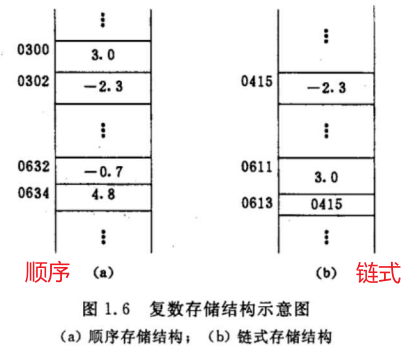 0300 3.0
0302 -2.3 0415 -2.3
0632 -0.7 0611 3.0
0634 4.8 0613 0415
顺序 (a) (b) 链式
图 1.6 复数存储结构示意图
(a) 顺序存储结构; (b) 链式存储结构